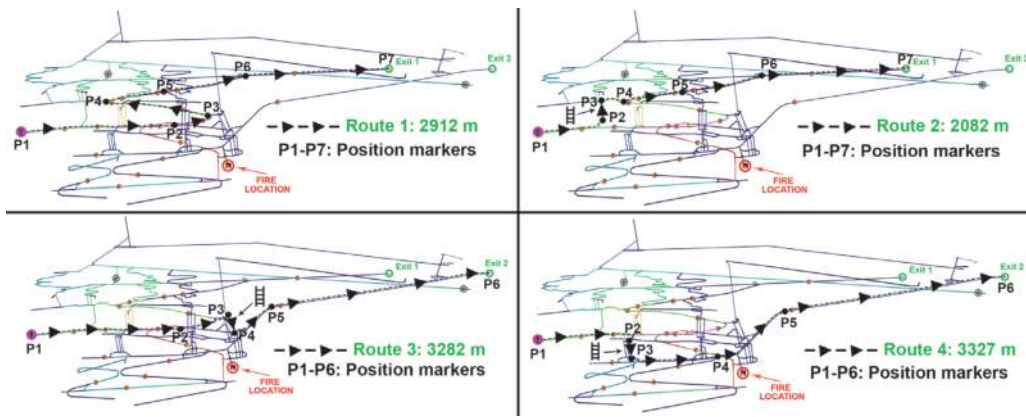 P7
Exit 1
Exit 2
P6
P5
P4
P3
P2
P1
Route 1: 2912 m
P1-P7: Position markers
FIRE
LOCATION
P7
Exit 1
Exit 2
P6
P5
P4
P3
P2
P1
Route 2: 2082 m
P1-P7: Position markers
FIRE
LOCATION
Exit 1
Exit 2
P6
P5
P3
P2
P4
P1
Route 3: 3282 m
P1-P6: Position markers
FIRE
LOCATION
Exit 1
Exit 2
P6
P5
P2
P3
P4
P1
Route 4: 3327 m
P1-P6: Position markers
FIRE
LOCATION